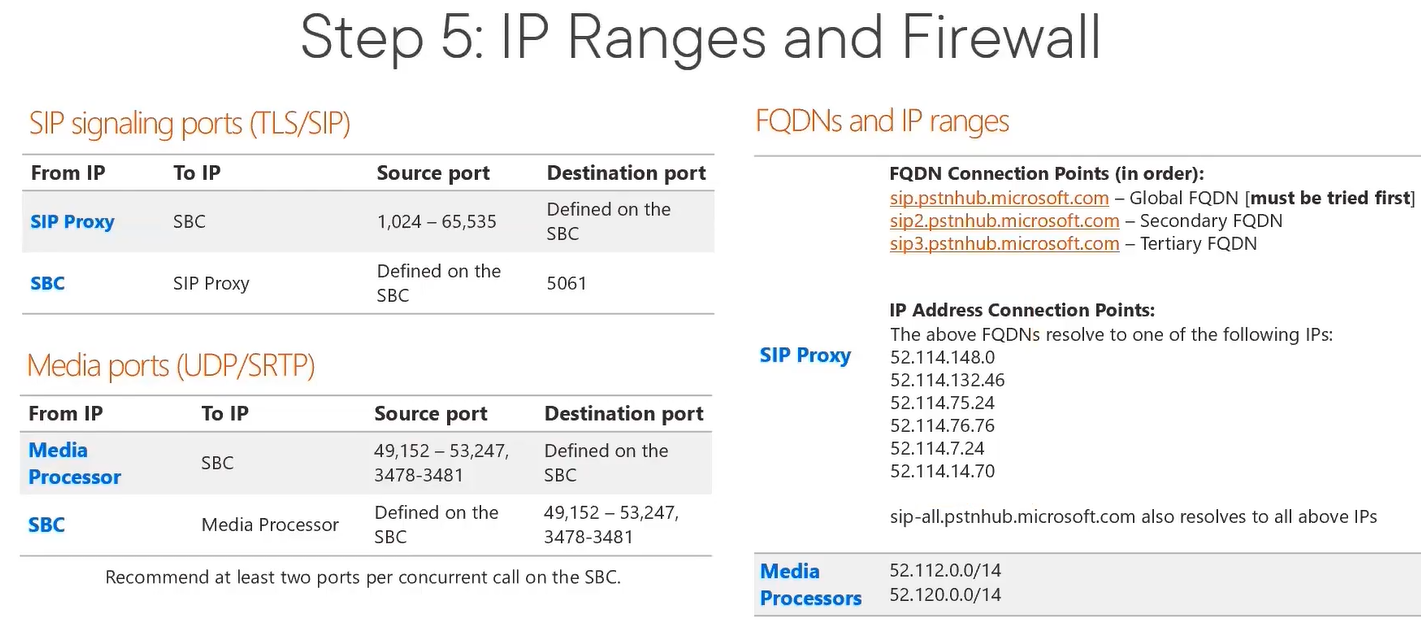 Step 5: IP Ranges and Firewall
SIP signaling ports (TLS/SIP)
From IP To IP Source port Destination port
SIP Proxy SBC 1,024 – 65,535 Defined on the
SBC
SBC SIP Proxy Defined on the
SBC 5061
Media ports (UDP/SRTP)
From IP To IP Source port Destination port
Media
Processor SBC 49,152 – 53,247,
3478-3481 Defined on the
SBC
SBC Media Processor Defined on the
SBC 49,152 – 53,247,
3478-3481
Recommend at least two ports per concurrent call on the SBC.
FQDNs and IP ranges
SIP Proxy
FQDN Connection Points (in order):
sip.pstnhub.microsoft.com – Global FQDN [must be tried first]
sip2.pstnhub.microsoft.com – Secondary FQDN
sip3.pstnhub.microsoft.com – Tertiary FQDN
IP Address Connection Points:
The above FQDNs resolve to one of the following IPs:
52.114.148.0
52.114.132.46
52.114.75.24
52.114.76.76
52.114.7.24
52.114.14.70
sip-all.pstnhub.microsoft.com also resolves to all above IPs
Media
Processors
52.112.0.0/14
52.120.0.0/14